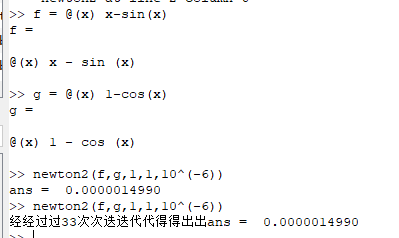 >> f = @(x) x-sin(x)
f =
@(x) x - sin (x)
>> g = @(x) 1-cos(x)
g =
@(x) 1 - cos (x)
>> newton2(f,g,1,1,10^(-6))
ans =  0.0000014990
>> newton2(f,g,1,1,10^(-6))
经经过过33次次迭迭代代得得出出ans =  0.0000014990
>>